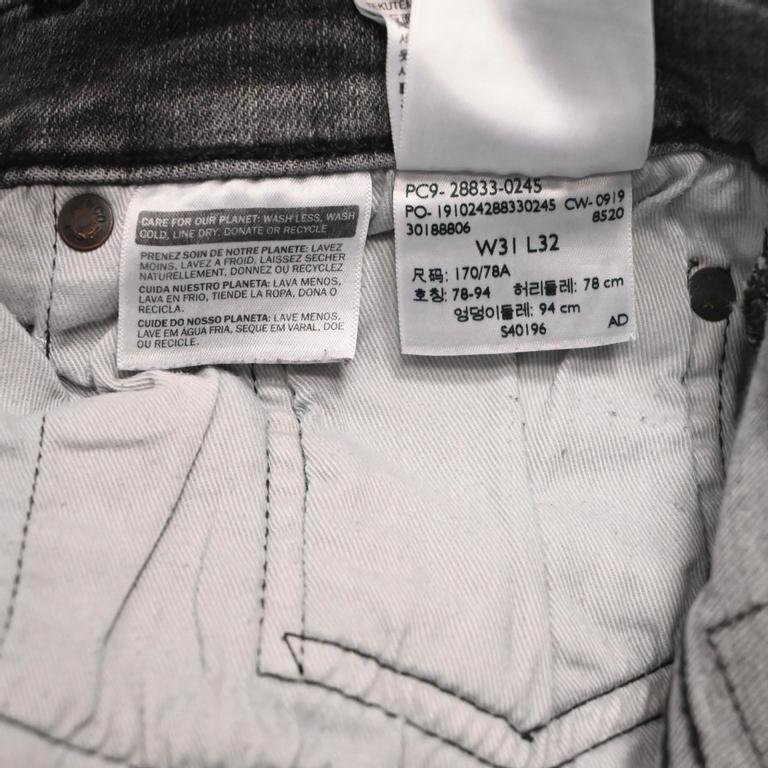 CARE FOR OUR PLANET: WASH LESS, WASH
COLD, LINE DRY, DONATE OR RECYCLE
PRENEZ SOIN DE NOTRE PLANETE: LAVEZ
MOINS, LAVEZ A FROID, LAISSEZ SECHER
NATURELLEMENT, DONNEZ OU RECYCLEZ
CUIDA NUESTRO PLANETA: LAVA MENOS,
LAVA EN FRIO, TIENDE LA ROPA, DONA O
RECICLA.
CUIDE DO NOSSO PLANETA: LAVE MENOS,
LAVE EM ÁGUA FRIA, SEQUE EM VARAL, DOE
OU RECICLE.
PC9- 28833-0245
PO- 191024288330245 CW- 0919
30188806 8520
W31 L32
尺码: 170/78A
호칭: 78-94 허리둘레: 78 cm
엉덩이둘레: 94 cm
S40196 AD